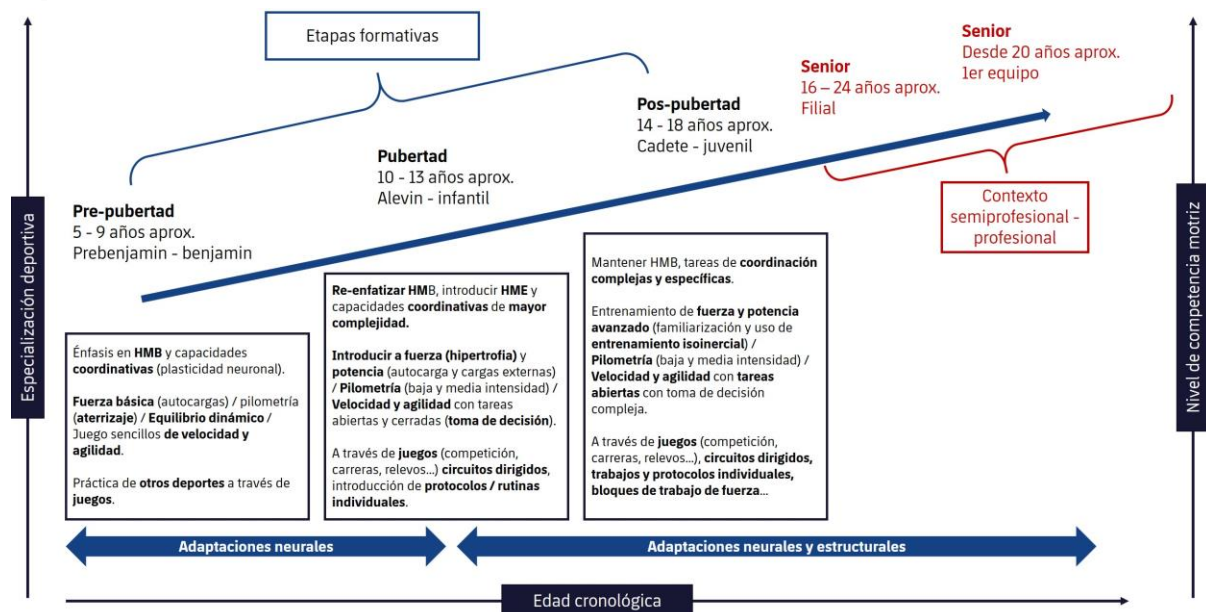 Etapas formativas
Senior
Desde 20 años aprox.
1er equipo
Senior
16 – 24 años aprox.
Filial
Pos-pubertad
14 - 18 años aprox.
Cadete - juvenil
Pubertad
10 - 13 años aprox.
Alevin - infantil
Pre-pubertad
5 - 9 años aprox.
Prebenjamin - benjamin
Contexto
semiprofesional -
profesional
Especialización deportiva
Nivel de competencia motriz
Énfasis en HMB y capacidades
coordinativas (plasticidad neuronal).
Fuerza básica (autocargas) / pilometría
(aterrizaje) / Equilibrio dinámico /
Juego sencillos de velocidad y
agilidad.
Práctica de otros deportes a través de
juegos.
Re-enfatizar HMB, introducir HME y
capacidades coordinativas de mayor
complejidad.
Introducir a fuerza (hipertrofia) y
potencia (autocarga y cargas externas)
/ Pilometría (baja y media intensidad) /
Velocidad y agilidad con tareas
abiertas y cerradas (toma de decisión).
A través de juegos (competición,
carreras, relevos...) circuitos dirigidos,
introducción de protocolos / rutinas
individuales.
Mantener HMB, tareas de coordinación
complejas y específicas.
Entrenamiento de fuerza y potencia
avanzado (familiarización y uso de
entrenamiento isoinercial) /
Pilometría (baja y media intensidad) /
Velocidad y agilidad con tareas
abiertas con toma de decisión
compleja.
A través de juegos (competición,
carreras, relevos...), circuitos dirigidos,
trabajos y protocolos individuales,
bloques de trabajo de fuerza...
Adaptaciones neurales
Adaptaciones neurales y estructurales
Edad cronológica